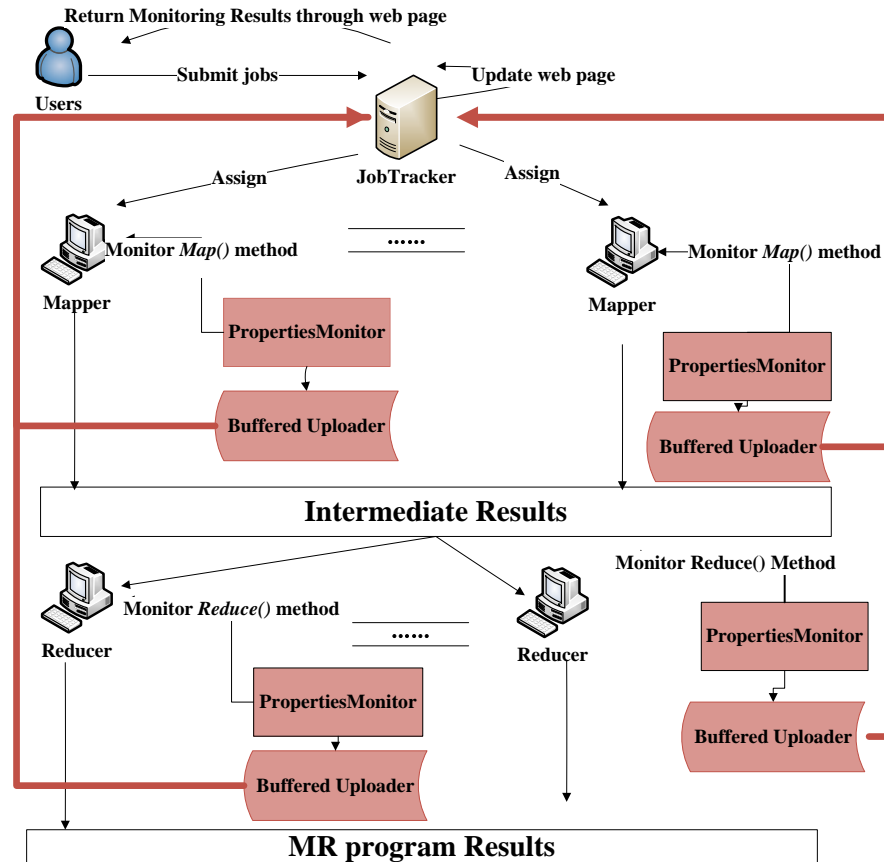 Return Monitoring Results through web page
Submit jobs
Update web page
Users
JobTracker
Assign
Assign
Monitor Map() method
......
Monitor Map() method
Mapper
Mapper
PropertiesMonitor
PropertiesMonitor
Buffered Uploader
Buffered Uploader
Intermediate Results
Monitor Reduce() Method
Monitor Reduce() method
......
PropertiesMonitor
Reducer
Reducer
PropertiesMonitor
Buffered Uploader
Buffered Uploader
MR program Results